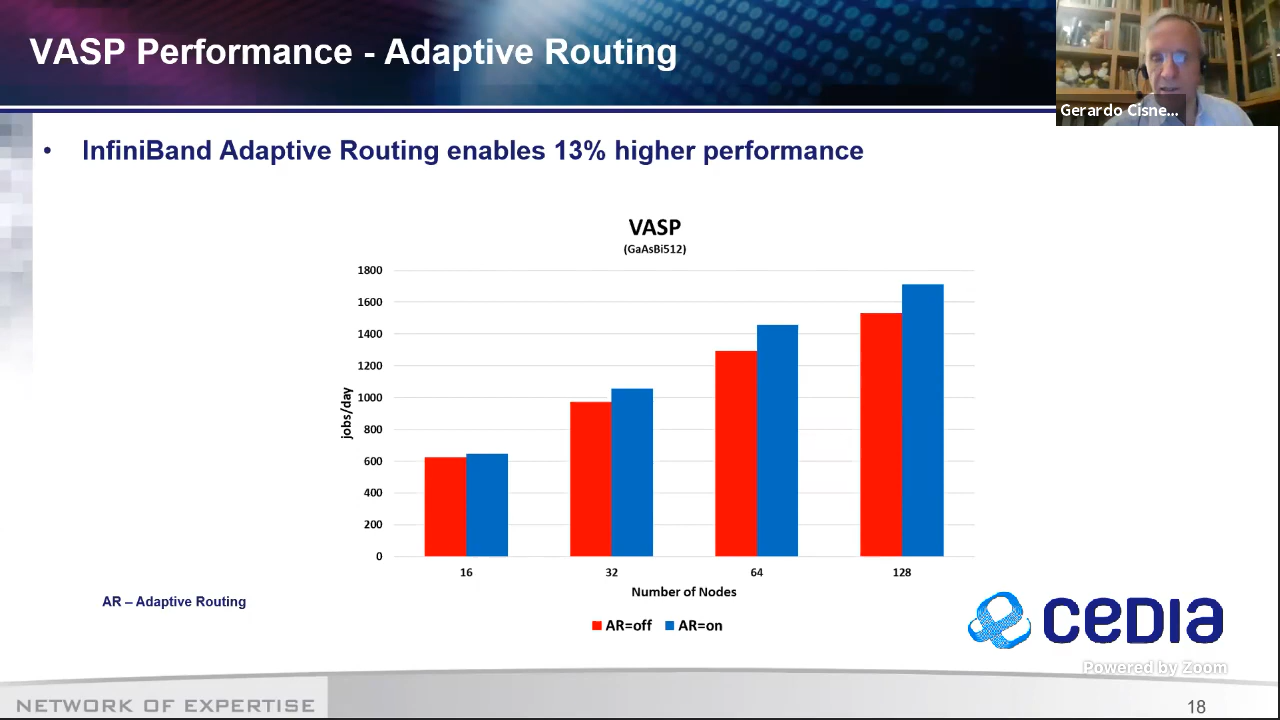 VASP Performance - Adaptive Routing
Gerardo Cisne...
• InfiniBand Adaptive Routing enables 13% higher performance
VASP
(GaAsBi512)
1800
1600
1400
1200
1000
800
600
400
200
0
jobs/day
16 32 64 128
Number of Nodes
AR=off AR=on
AR – Adaptive Routing
CEDIA
Powered by Zoom
NETWORK OF EXPERTISE
18